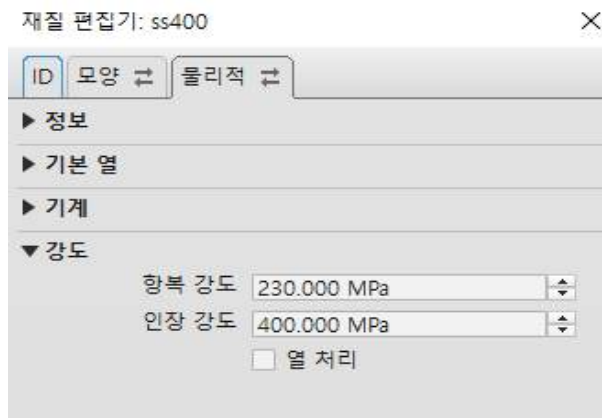 재질 편집기: ss400
ID 모양 물리적
정보
기본 열
기계
강도
항복 강도 230.000 MPa
인장 강도 400.000 MPa
열 처리